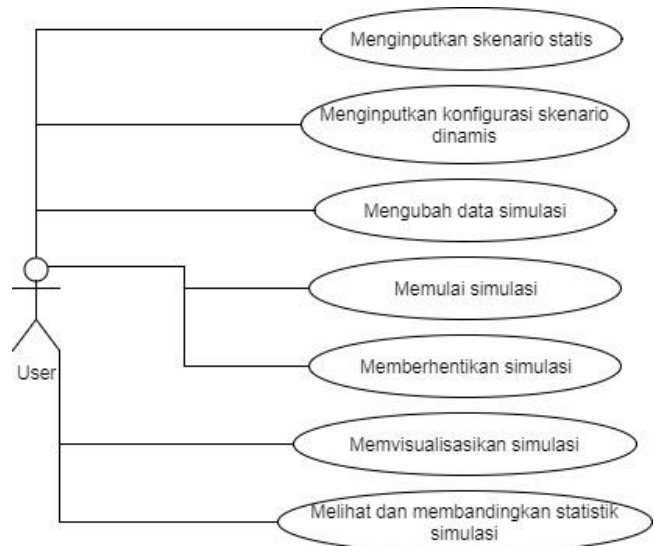 Menginputkan skenario statis
Menginputkan konfigurasi skenario
dinamis
Mengubah data simulasi
Memulai simulasi
User
Memberhentikan simulasi
Memvisualisasikan simulasi
Melihat dan membandingkan statistik
simulasi